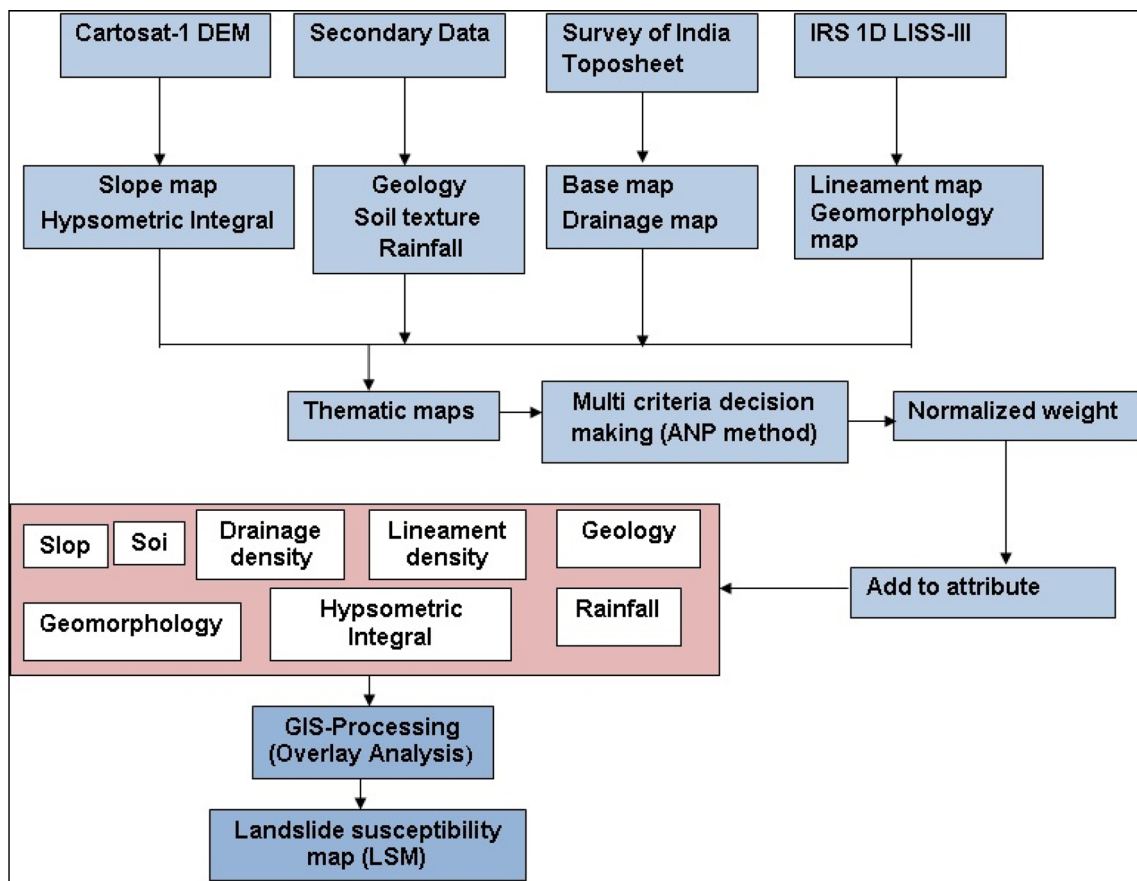 Cartosat-1 DEM
Secondary Data
Survey of India
Toposheet
IRS 1D LISS-III
Slope map
Hypsometric Integral
Geology
Soil texture
Rainfall
Base map
Drainage map
Lineament map
Geomorphology
map
Thematic maps
Multi criteria decision
making (ANP method)
Normalized weight
Slop
Soi
Drainage
density
Lineament
density
Geology
Add to attribute
Geomorphology
Hypsometric
Integral
Rainfall
GIS-Processing
(Overlay Analysis)
Landslide susceptibility
map (LSM)